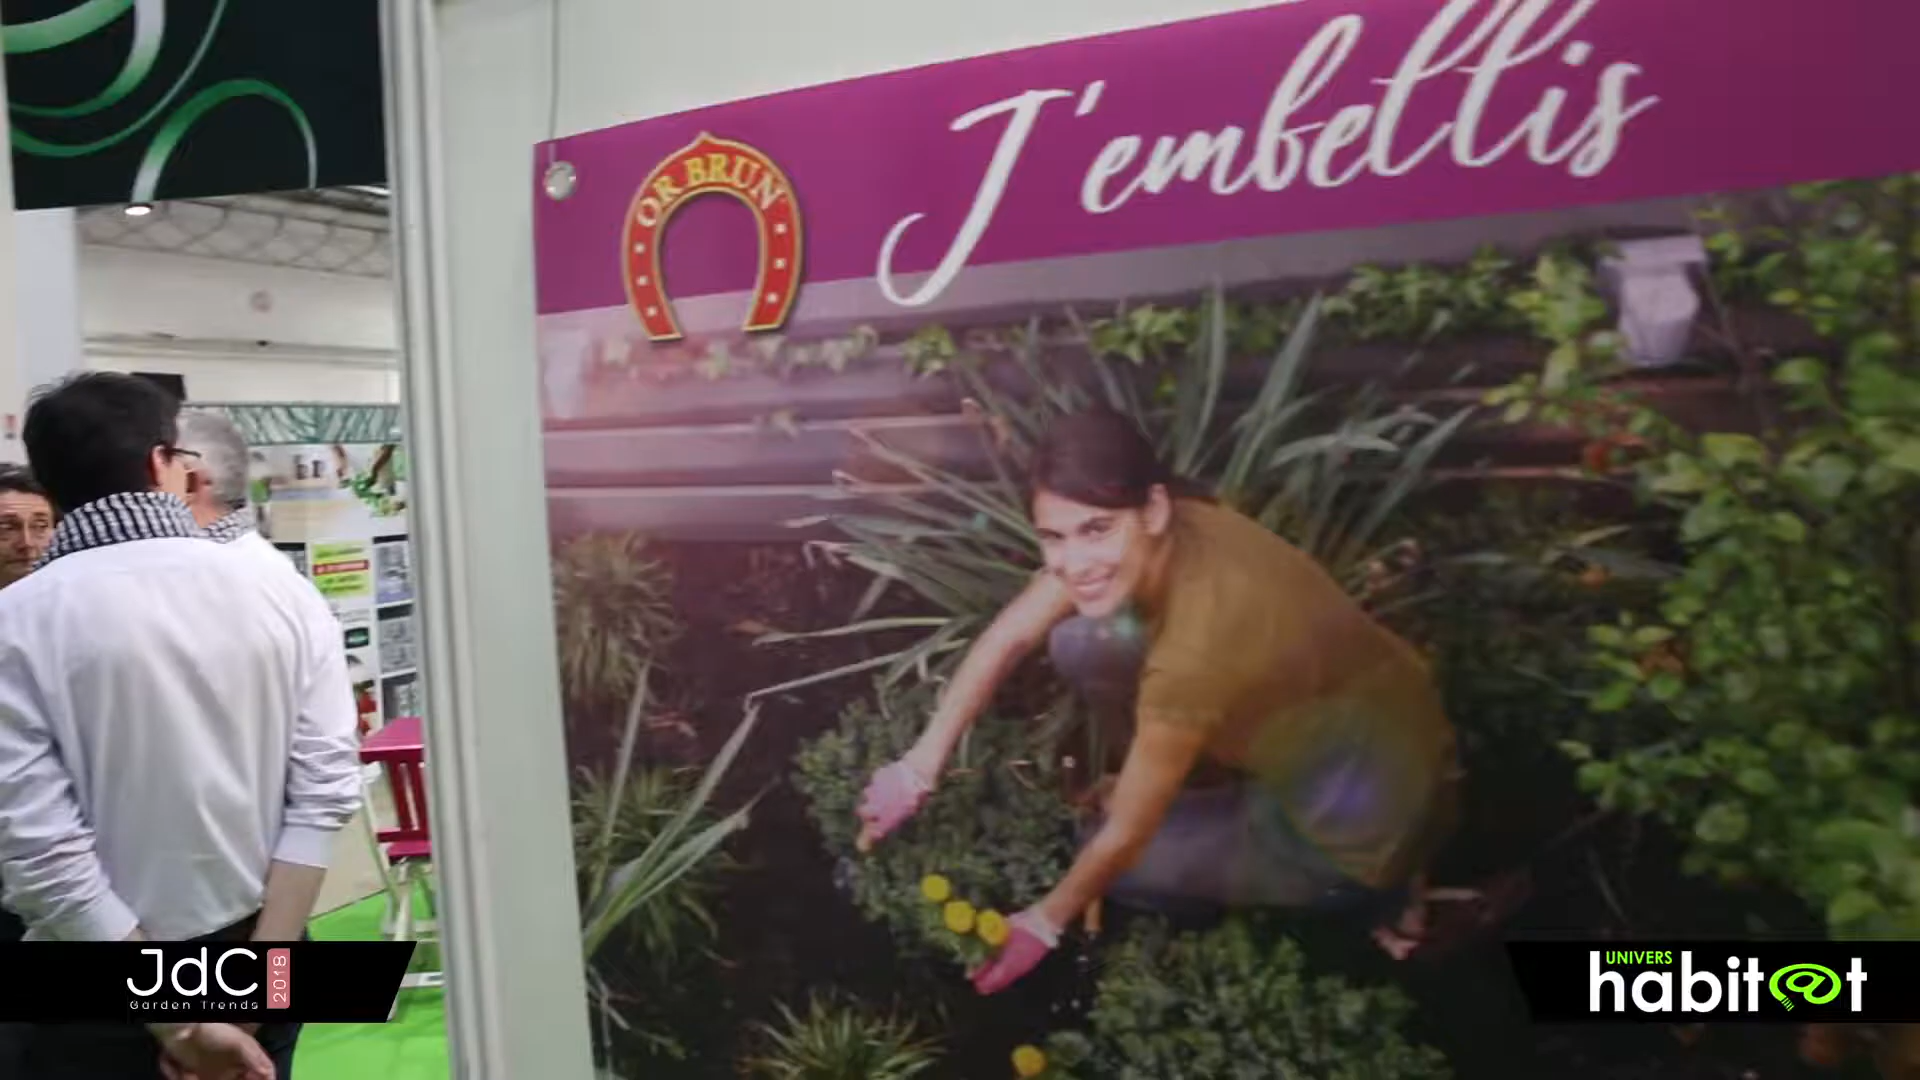 J'embellis
OR BRUN
JdC 2018
Garden Trends
UNIVERS
habit@t